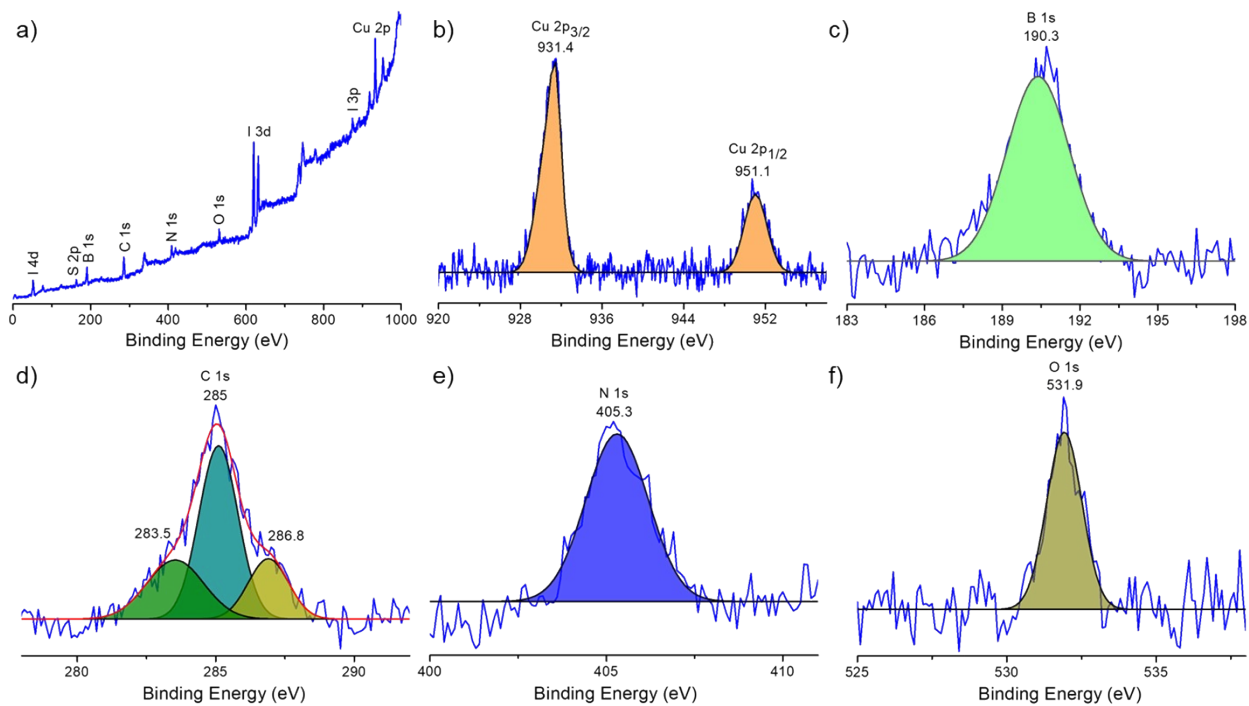 a)
Cu 2p
I 3p
I 3d
O 1s
N 1s
C 1s
B 1s
S 2p
I 4d
0 200 400 600 800 1000
Binding Energy (eV)
b)
Cu 2p3/2
931.4
Cu 2p1/2
951.1
920 928 936 944 952
Binding Energy (eV)
c)
B 1s
190.3
183 186 189 192 195 198
Binding Energy (eV)
d)
C 1s
285
283.5
286.8
280 285 290
Binding Energy (eV)
e)
N 1s
405.3
400 405 410
Binding Energy (eV)
f)
O 1s
531.9
525 530 535
Binding Energy (eV)